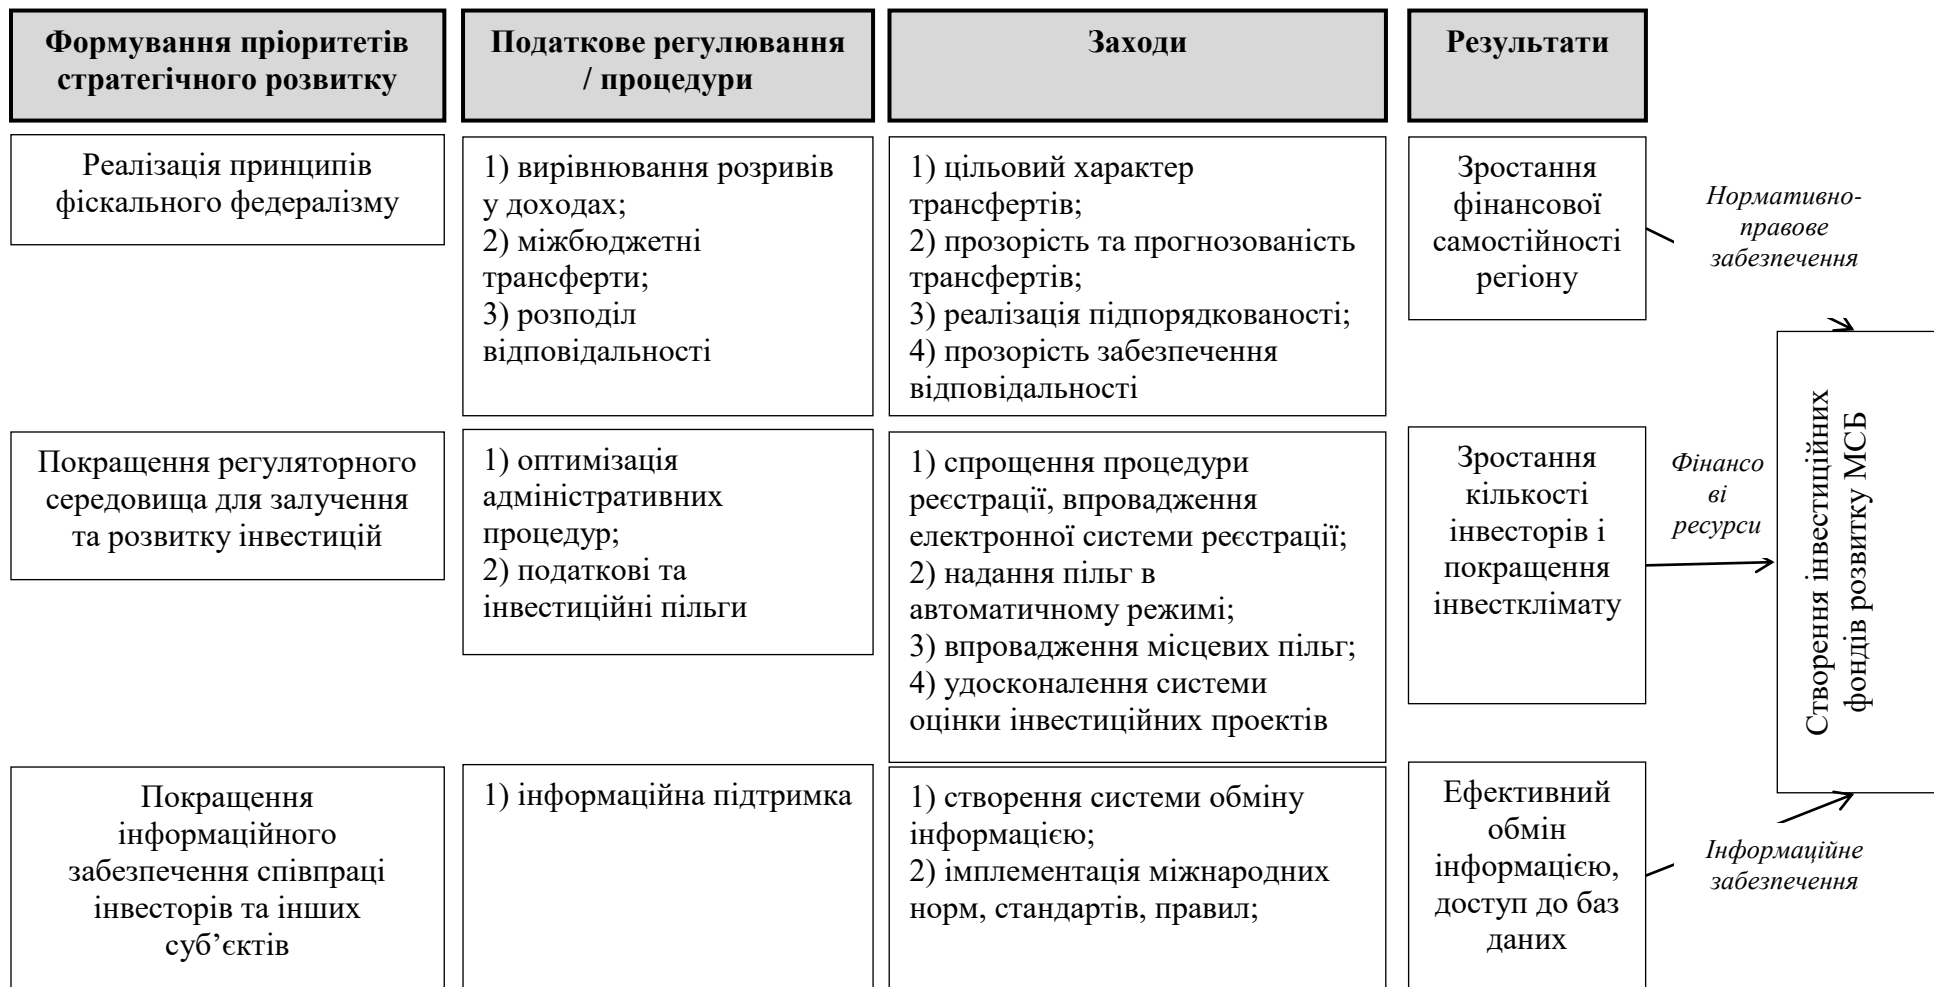 Формування пріоритетів
стратегічного розвитку
Податкове регулювання
/ процедури
Заходи
Результати
Реалізація принципів
фіскального федералізму
1) вирівнювання розривів
у доходах;
2) міжбюджетні
трансферти;
3) розподіл
відповідальності
1) цільовий характер
трансфертів;
2) прозорість та прогнозованість
трансфертів;
3) реалізація підпорядкованості;
4) прозорість забезпечення
відповідальності
Зростання
фінансової
самостійності
регіону
Нормативно-
правове
забезпечення
Покращення регуляторного
середовища для залучення
та розвитку інвестицій
1) оптимізація
адміністративних
процедур;
2) податкові та
інвестиційні пільги
1) спрощення процедури
реєстрації, впровадження
електронної системи реєстрації;
2) надання пільг в
автоматичному режимі;
3) впровадження місцевих пільг;
4) удосконалення системи
оцінки інвестиційних проектів
Зростання
кількості
інвесторів і
покращення
інвестклімату
Фінансо
ві
ресурси
Створення інвестиційних
фондів розвитку МСБ
Покращення
інформаційного
забезпечення співпраці
інвесторів та інших
суб’єктів
1) інформаційна підтримка
1) створення системи обміну
інформацією;
2) імплементація міжнародних
норм, стандартів, правил;
Ефективний
обмін
інформацією,
доступ до баз
даних
Інформаційне
забезпечення